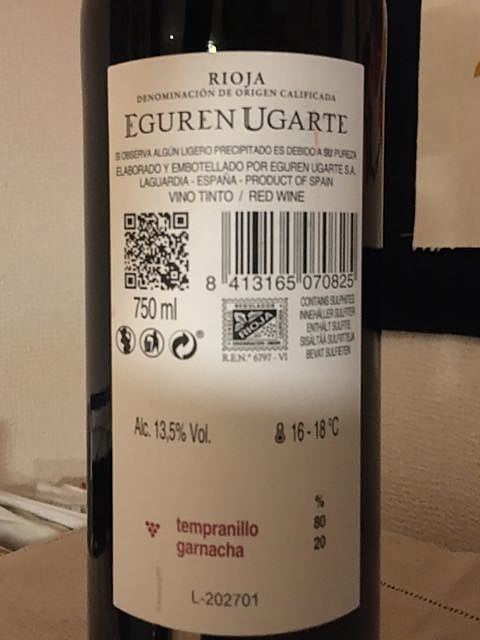 RIOJA
DENOMINACIÓN DE ORIGEN CALIFICADA
EGUREN UGARTE
SI OBSERVA ALGÚN LIGERO PRECIPITADO ES DEBIDO A SU PUREZA
ELABORADO Y EMBOTELLADO POR EGUREN UGARTE S.A.
LAGUARDIA - ESPAÑA - PRODUCT OF SPAIN
VINO TINTO / RED WINE
8 413165 070825
750 ml
RIOJA
R.E.N.ª 6797 - VI
CONTAINS SULPHITES
INNEHÅLLER SULFITER
ENTHÄLT SULFITE
SISÄLTÄÄ SULFIITTEJA
BEVAT SULFIETEN
Alc. 13,5% Vol.
16 - 18 ºC
%
tempranillo 80
garnacha 20
L-202701